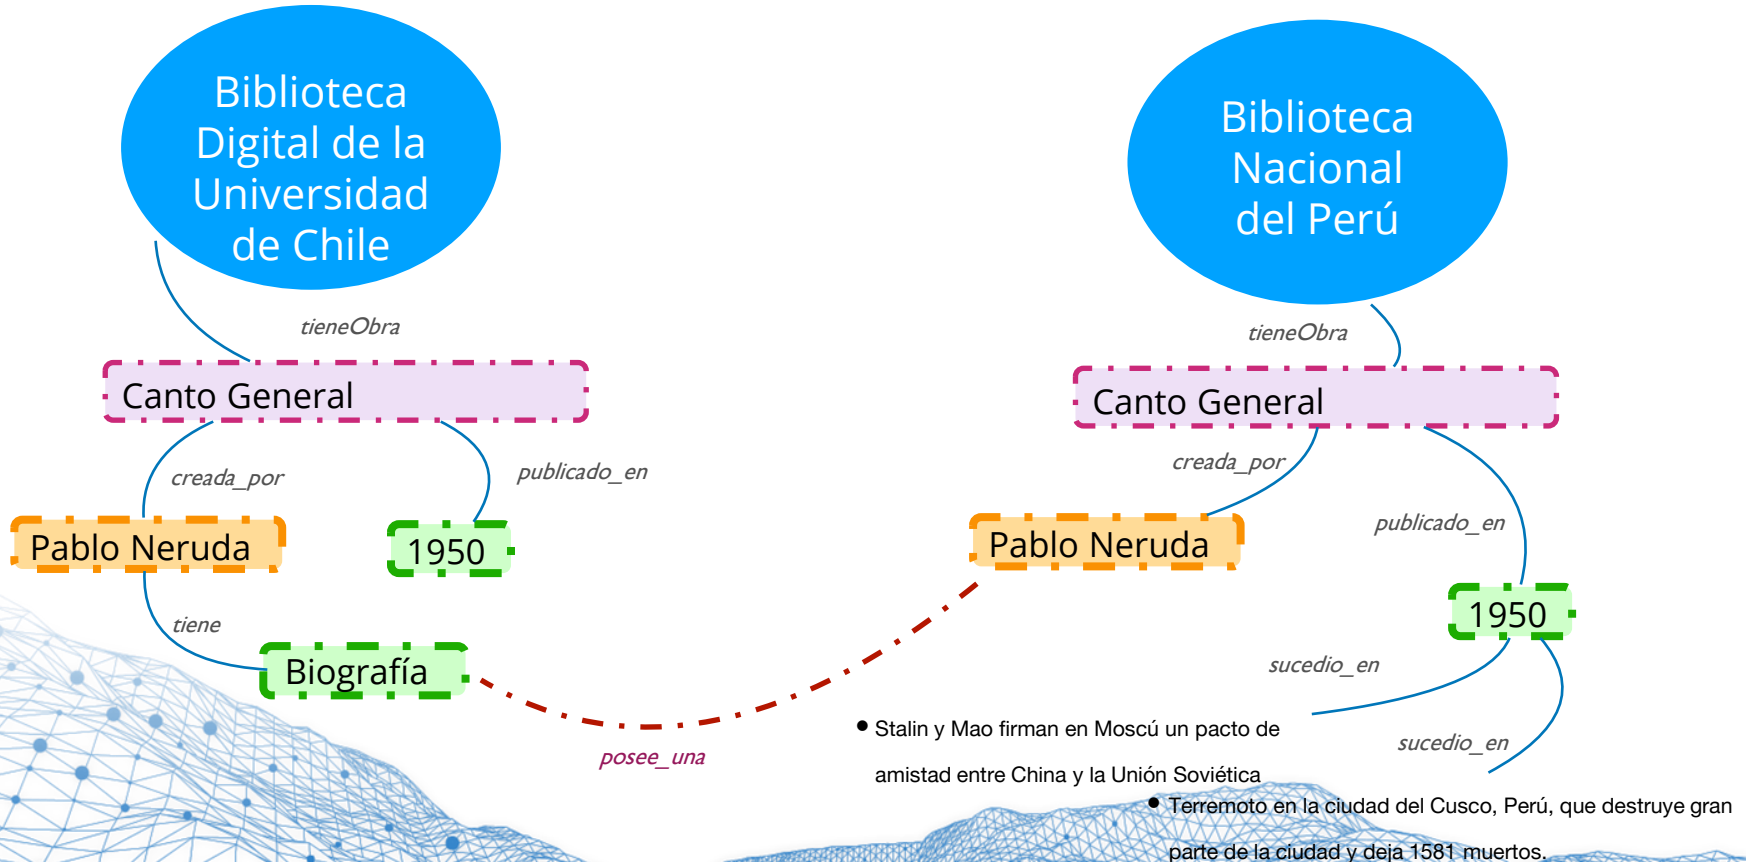 Biblioteca
Digital de la
Universidad
de Chile
tieneObra
Canto General
creada_por
publicado_en
Pablo Neruda
1950
tiene
Biografía
posee_una
Biblioteca
Nacional
del Perú
tieneObra
Canto General
creada_por
publicado_en
Pablo Neruda
1950
sucedio_en
sucedio_en
• Stalin y Mao firman en Moscú un pacto de
amistad entre China y la Unión Soviética
• Terremoto en la ciudad del Cusco, Perú, que destruye gran
parte de la ciudad y deja 1581 muertos.